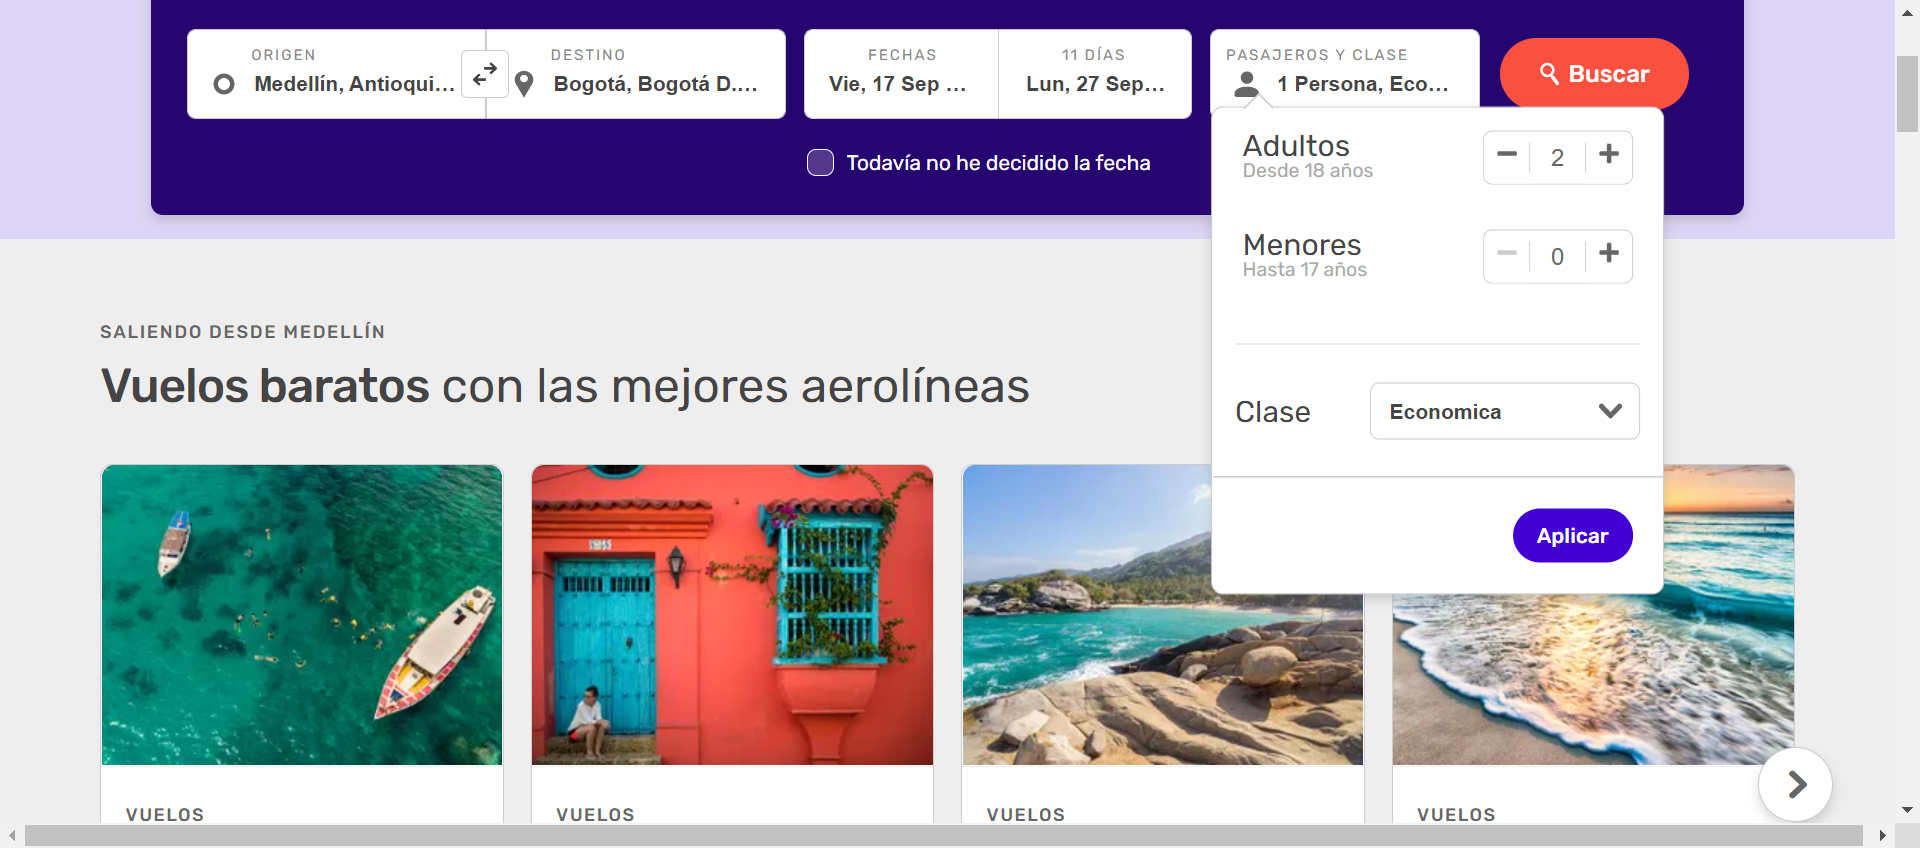 ORIGEN
Medellín, Antioqui...
DESTINO
Bogotá, Bogotá D....
FECHAS
Vie, 17 Sep ...
11 DÍAS
Lun, 27 Sep...
PASAJEROS Y CLASE
1 Persona, Eco...
Buscar
Todavía no he decidido la fecha
Adultos
Desde 18 años
2
Menores
Hasta 17 años
0
Clase
Economica
Aplicar
SALIENDO DESDE MEDELLÍN
Vuelos baratos con las mejores aerolíneas
VUELOS
VUELOS
VUELOS
VUELOS